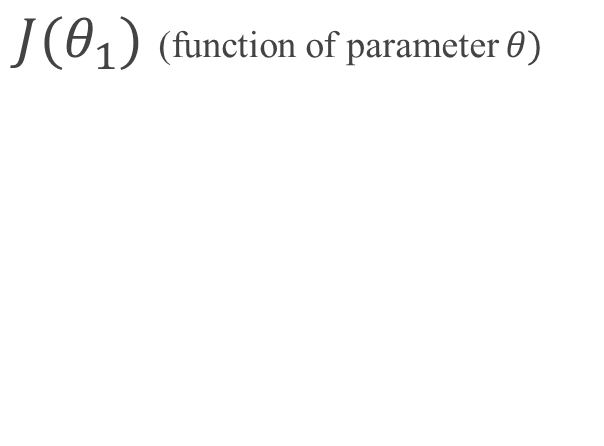 J(θ₁) (function of parameter θ)